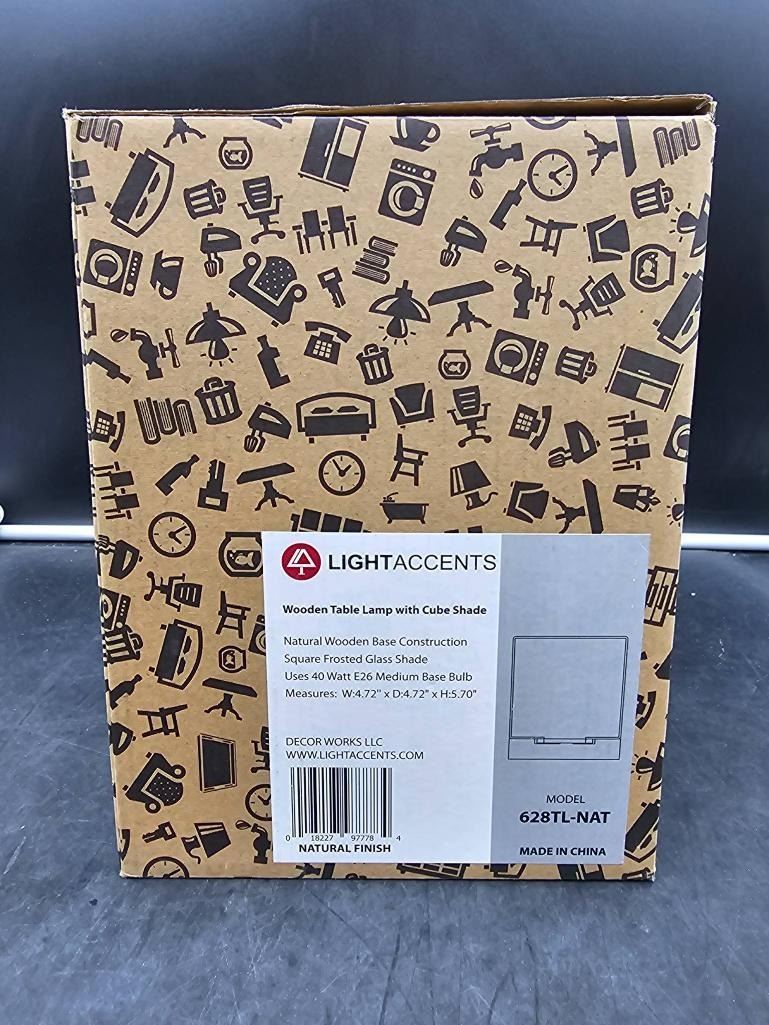 LIGHTACCENTS
Wooden Table Lamp with Cube Shade
Natural Wooden Base Construction
Square Frosted Glass Shade
Uses 40 Watt E26 Medium Base Bulb
Measures: W:4.72" x D:4.72" x H:5.70"
DECOR WORKS LLC
WWW.LIGHTACCENTS.COM
0 18227 97778 4
NATURAL FINISH
MODEL
628TL-NAT
MADE IN CHINA